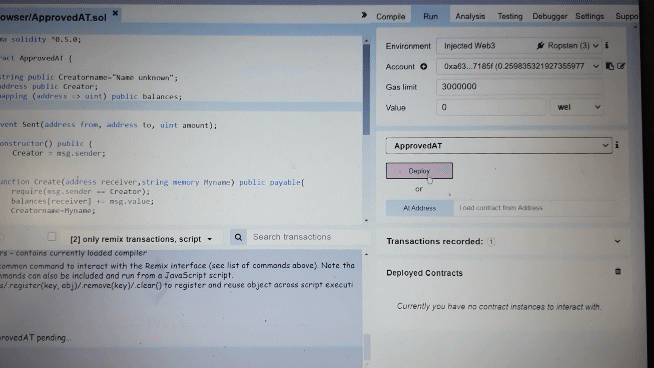 owser/ApprovedAT.sol ×
» Compile Run Analysis Testing Debugger Settings Suppo
ma solidity ^0.5.0;
ract ApprovedAT {
string public Creatorname="Name unknown";
address public Creator;
mapping (address => uint) public balances;
vent Sent(address from, address to, uint amount);
onstructor() public {
Creator = msg.sender;
unction Create(address receiver,string memory Myname) public payable{
require(msg.sender == Creator);
balances[receiver] += msg.value;
Creatorname=Myname;
[2] only remix transactions, script
Search transactions
rs - contains currently loaded compiler
ommon command to interact with the Remix interface (see list of commands above). Note tha
mmands can also be included and run from a JavaScript script.
s/.register(key, obj)/.remove(key)/.clear() to register and reuse object across script executi
rovedAT pending
Environment Injected Web3 Ropsten (3) i
Account 0xa63...7185f (0.259835321927355977
Gas limit 3000000
Value 0 wei
ApprovedAT i
Deploy
or
At Address Load contract from Address
Transactions recorded: 1
Deployed Contracts
Currently you have no contract instances to interact with.